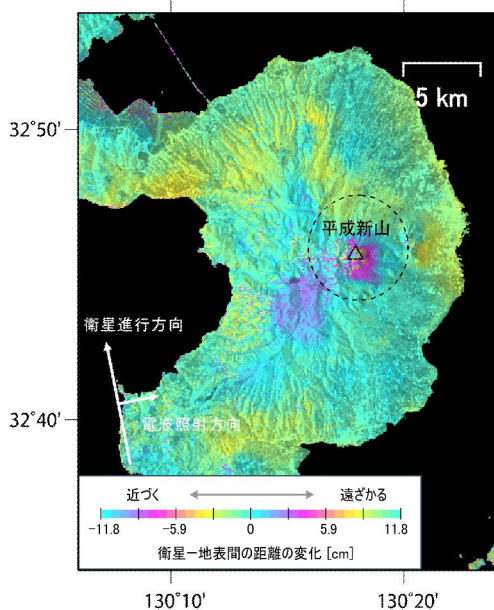 5 km
32°50'
平成新山
衛星進行方向
電波照射方向
32°40'
近づく 遠ざかる
-11.8 -5.9 0 5.9 11.8
衛星－地表間の距離の変化 [cm]
130°10' 130°20'